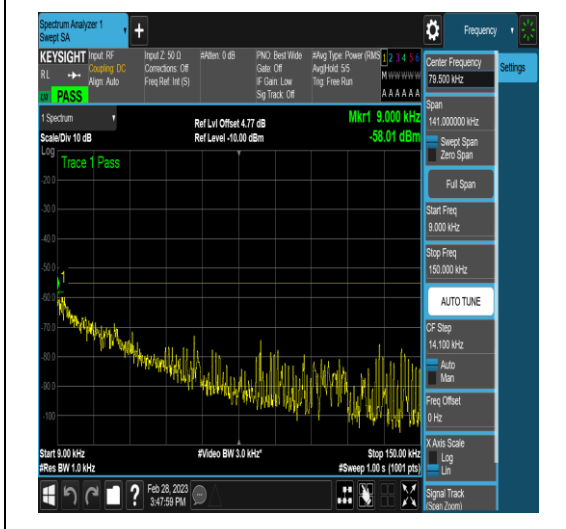 Spectrum Analyzer 1
Swept SA
+
Frequency
KEYSIGHT
RL
PASS
Input: RF
Coupling: DC
Align: Auto
Input Z: 50 Ω
Corrections: Off
Freq Ref: Int (S)
#Atten: 0 dB
PNO: Best Wide
Gate: Off
IF Gain: Low
Sig Track: Off
#Avg Type: Power (RMS
Avg|Hold: 5/5
Trig: Free Run
1 2 3 4 5 6
M W W W W W
A A A A A A
1 Spectrum
Scale/Div 10 dB
Ref Lvl Offset 4.77 dB
Ref Level -10.00 dBm
Mkr1 9.000 kHz
-58.01 dBm
Log
Trace 1 Pass
-20.0
-30.0
-40.0
-50.0
1
-60.0
-70.0
-80.0
-90.0
-100
Start 9.00 kHz
#Video BW 3.0 kHz*
Stop 150.00 kHz
#Res BW 1.0 kHz
#Sweep 1.00 s (1001 pts)
?
Feb 28, 2023
3:47:59 PM
Center Frequency
79.500 kHz
Settings
Span
141.000000 kHz
Swept Span
Zero Span
Full Span
Start Freq
9.000 kHz
Stop Freq
150.000 kHz
AUTO TUNE
CF Step
14.100 kHz
Auto
Man
Freq Offset
0 Hz
X Axis Scale
Log
Lin
Signal Track
(Span Zoom)